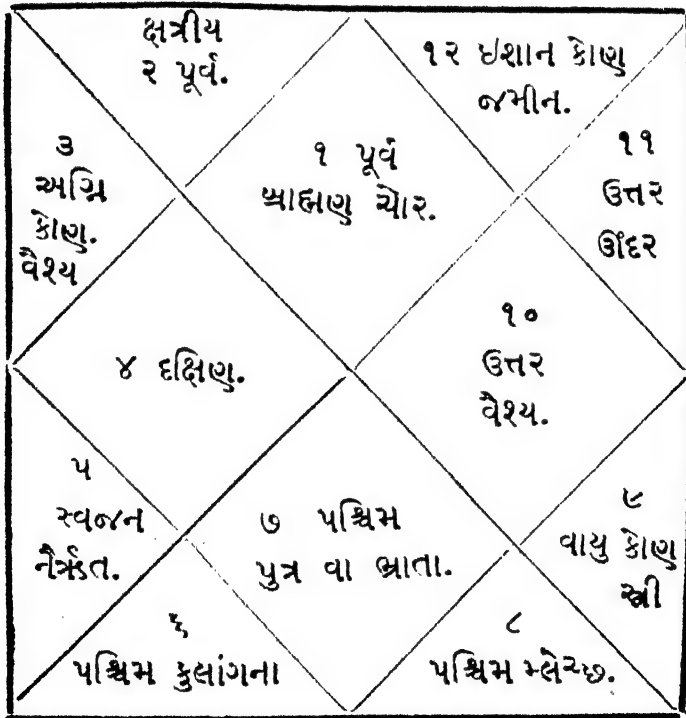 ક્ષત્રીય
૨ પૂર્વ.
૧૨ ઇશાન કોણ
જમીન.
૩
અગ્નિ
કોણ.
વૈશ્ય
૧ પૂર્વ
બ્રાહ્મણ ચોર.
૧૧
ઉત્તર
ઊંદર
૪ દક્ષિણ.
૧૦
ઉત્તર
વૈશ્ય.
૫
સ્વજન
નૈર્ઋત.
૭ પશ્ચિમ
પુત્ર વા ભ્રાતા.
૯
વાયુ કોણ
સ્ત્રી
૬
પશ્ચિમ કુલાંગના
૮
પશ્ચિમ મ્લેચ્છ.